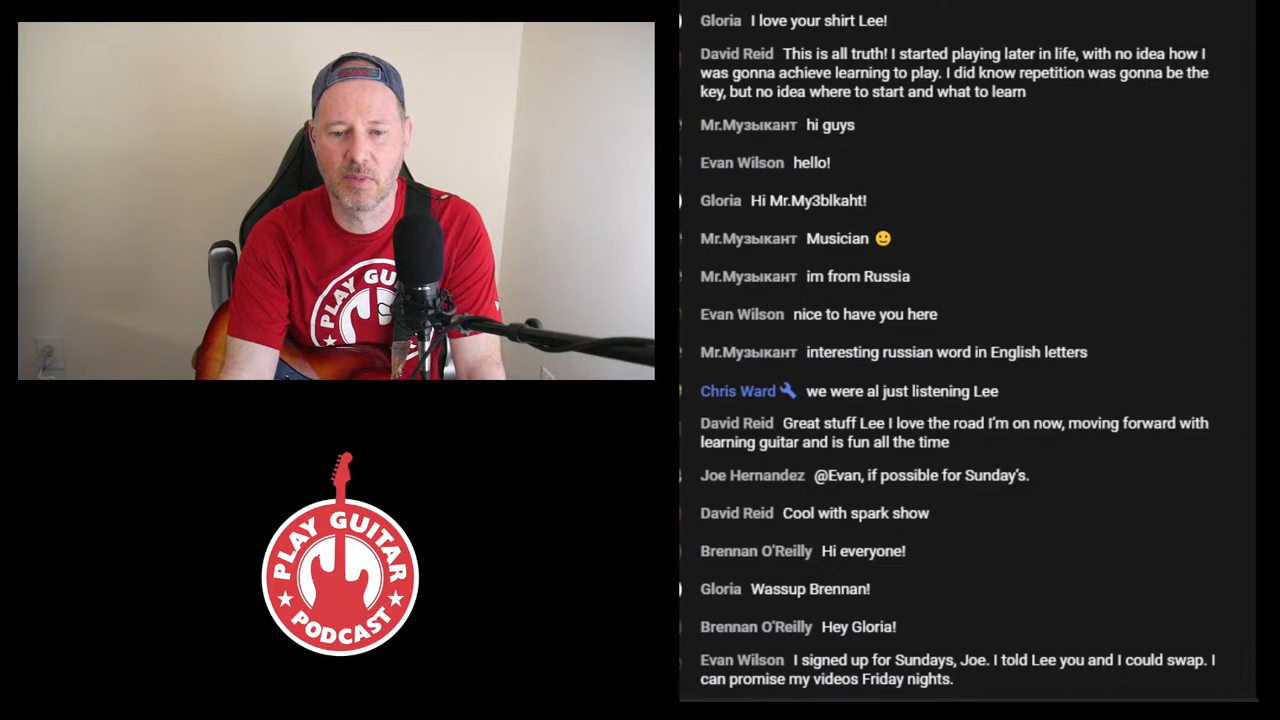 PLAY GU
Gloria I love your shirt Lee!
David Reid This is all truth! I started playing later in life, with no idea how I
was gonna achieve learning to play. I did know repetition was gonna be the
key, but no idea where to start and what to learn
Mr.Музыкант hi guys
Evan Wilson hello!
Gloria Hi Mr.My3blkaht!
Mr.Музыкант Musician 🙂
Mr.Музыкант im from Russia
Evan Wilson nice to have you here
Mr.Музыкант interesting russian word in English letters
Chris Ward we were al just listening Lee
David Reid Great stuff Lee I love the road I'm on now, moving forward with
learning guitar and is fun all the time
Joe Hernandez @Evan, if possible for Sunday's.
David Reid Cool with spark show
Brennan O'Reilly Hi everyone!
Gloria Wassup Brennan!
Brennan O'Reilly Hey Gloria!
Evan Wilson I signed up for Sundays, Joe. I told Lee you and I could swap. I
can promise my videos Friday nights.
PLAY GUITAR
PODCAST